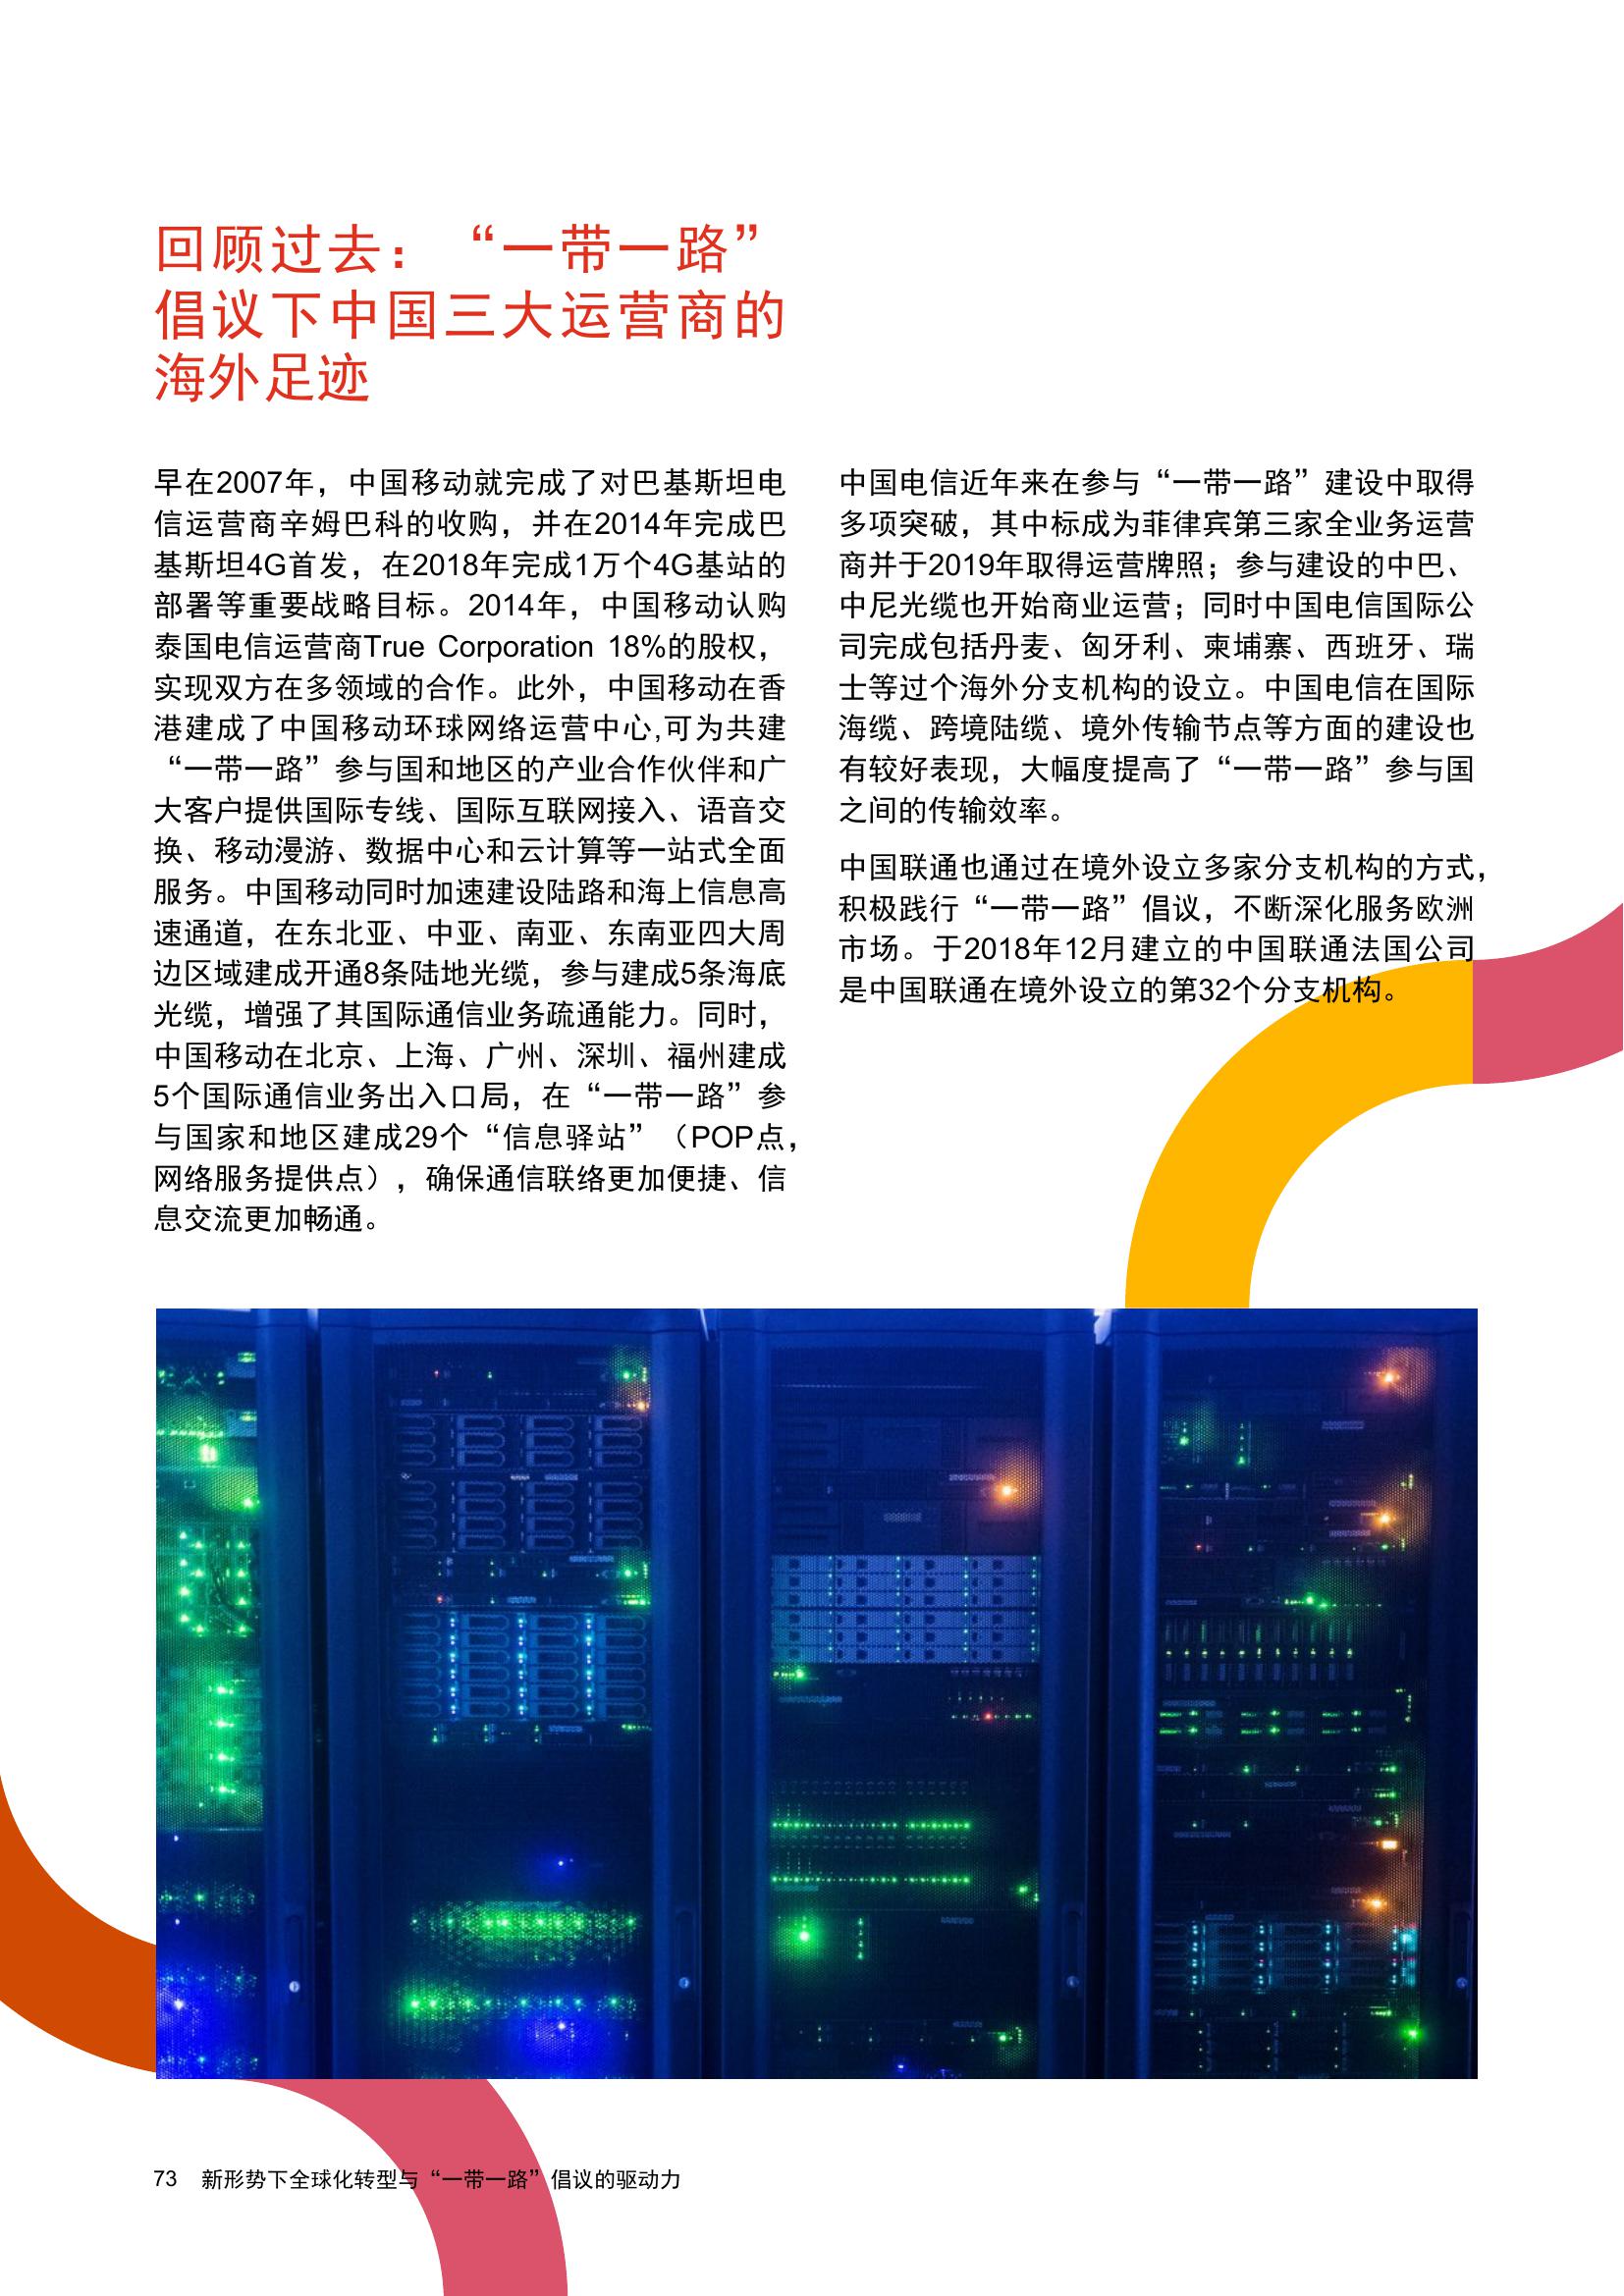 回顾过去：“一带一路”
倡议下中国三大运营商的
海外足迹
早在2007年，中国移动就完成了对巴基斯坦电
信运营商辛姆巴科的收购，并在2014年完成巴
基斯坦4G首发，在2018年完成1万个4G基站的
部署等重要战略目标。2014年，中国移动认购
泰国电信运营商True Corporation 18%的股权，
实现双方在多领域的合作。此外，中国移动在香
港建成了中国移动环球网络运营中心,可为共建
“一带一路”参与国和地区的产业合作伙伴和广
大客户提供国际专线、国际互联网接入、语音交
换、移动漫游、数据中心和云计算等一站式全面
服务。中国移动同时加速建设陆路和海上信息高
速通道，在东北亚、中亚、南亚、东南亚四大周
边区域建成开通8条陆地光缆，参与建成5条海底
光缆，增强了其国际通信业务疏通能力。同时，
中国移动在北京、上海、广州、深圳、福州建成
5个国际通信业务出入口局，在“一带一路”参
与国家和地区建成29个“信息驿站”（POP点，
网络服务提供点），确保通信联络更加便捷、信
息交流更加畅通。
中国电信近年来在参与“一带一路”建设中取得
多项突破，其中标成为菲律宾第三家全业务运营
商并于2019年取得运营牌照；参与建设的中巴、
中尼光缆也开始商业运营；同时中国电信国际公
司完成包括丹麦、匈牙利、柬埔寨、西班牙、瑞
士等过个海外分支机构的设立。中国电信在国际
海缆、跨境陆缆、境外传输节点等方面的建设也
有较好表现，大幅度提高了“一带一路”参与国
之间的传输效率。
中国联通也通过在境外设立多家分支机构的方式，
积极践行“一带一路”倡议，不断深化服务欧洲
市场。于2018年12月建立的中国联通法国公司
是中国联通在境外设立的第32个分支机构。
73 新形势下全球化转型与“一带一路”倡议的驱动力